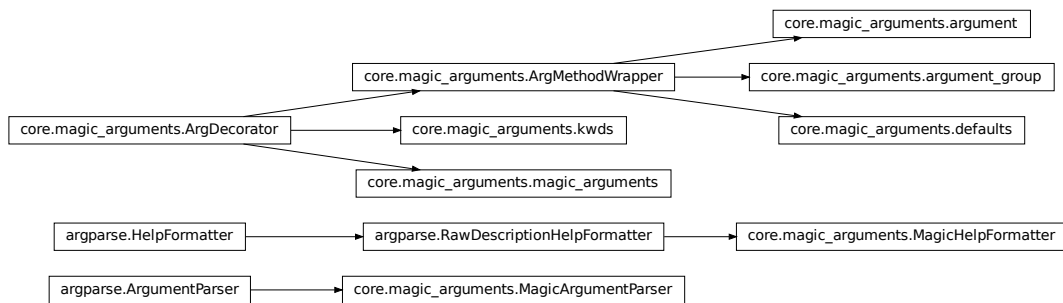 core.magic_arguments.argument
core.magic_arguments.ArgMethodWrapper
core.magic_arguments.argument_group
core.magic_arguments.ArgDecorator
core.magic_arguments.kwds
core.magic_arguments.defaults
core.magic_arguments.magic_arguments
argparse.HelpFormatter
argparse.RawDescriptionHelpFormatter
core.magic_arguments.MagicHelpFormatter
argparse.ArgumentParser
core.magic_arguments.MagicArgumentParser